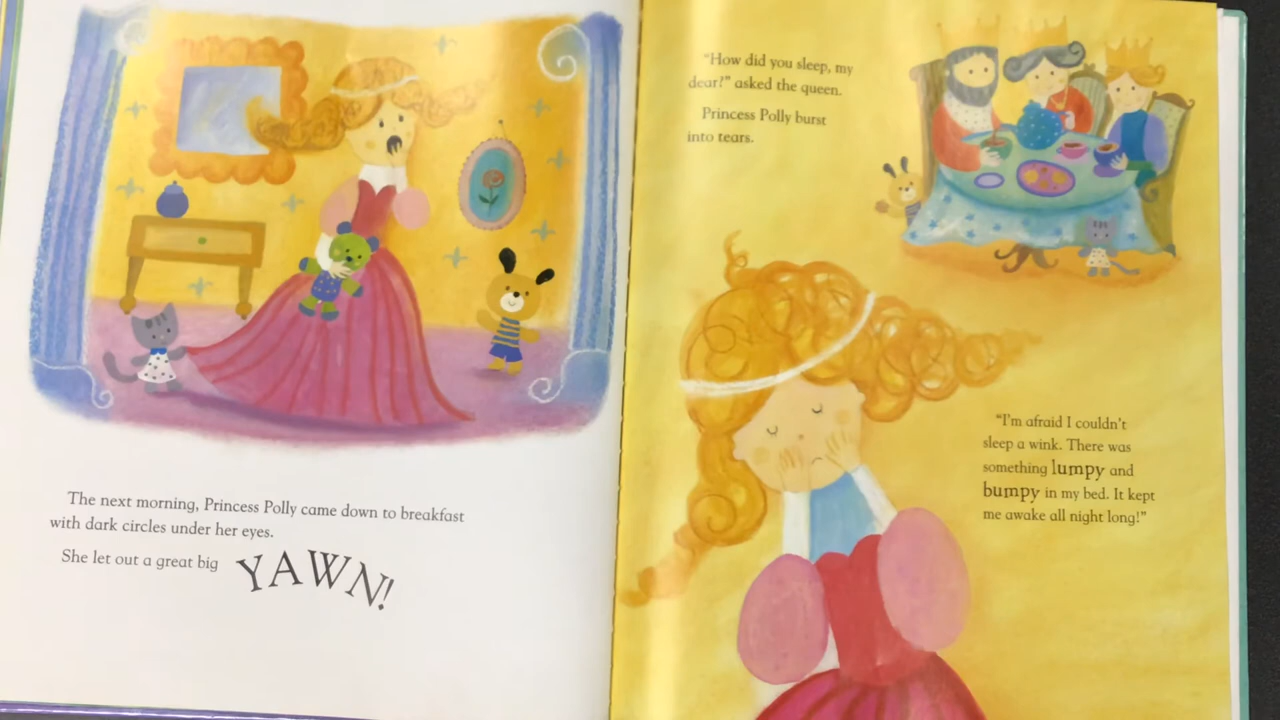 The next morning, Princess Polly came down to breakfast
with dark circles under her eyes.
She let out a great big YAWN!
"How did you sleep, my
dear?" asked the queen.
Princess Polly burst
into tears.
"I'm afraid I couldn't
sleep a wink. There was
something lumpy and
bumpy in my bed. It kept
me awake all night long!"